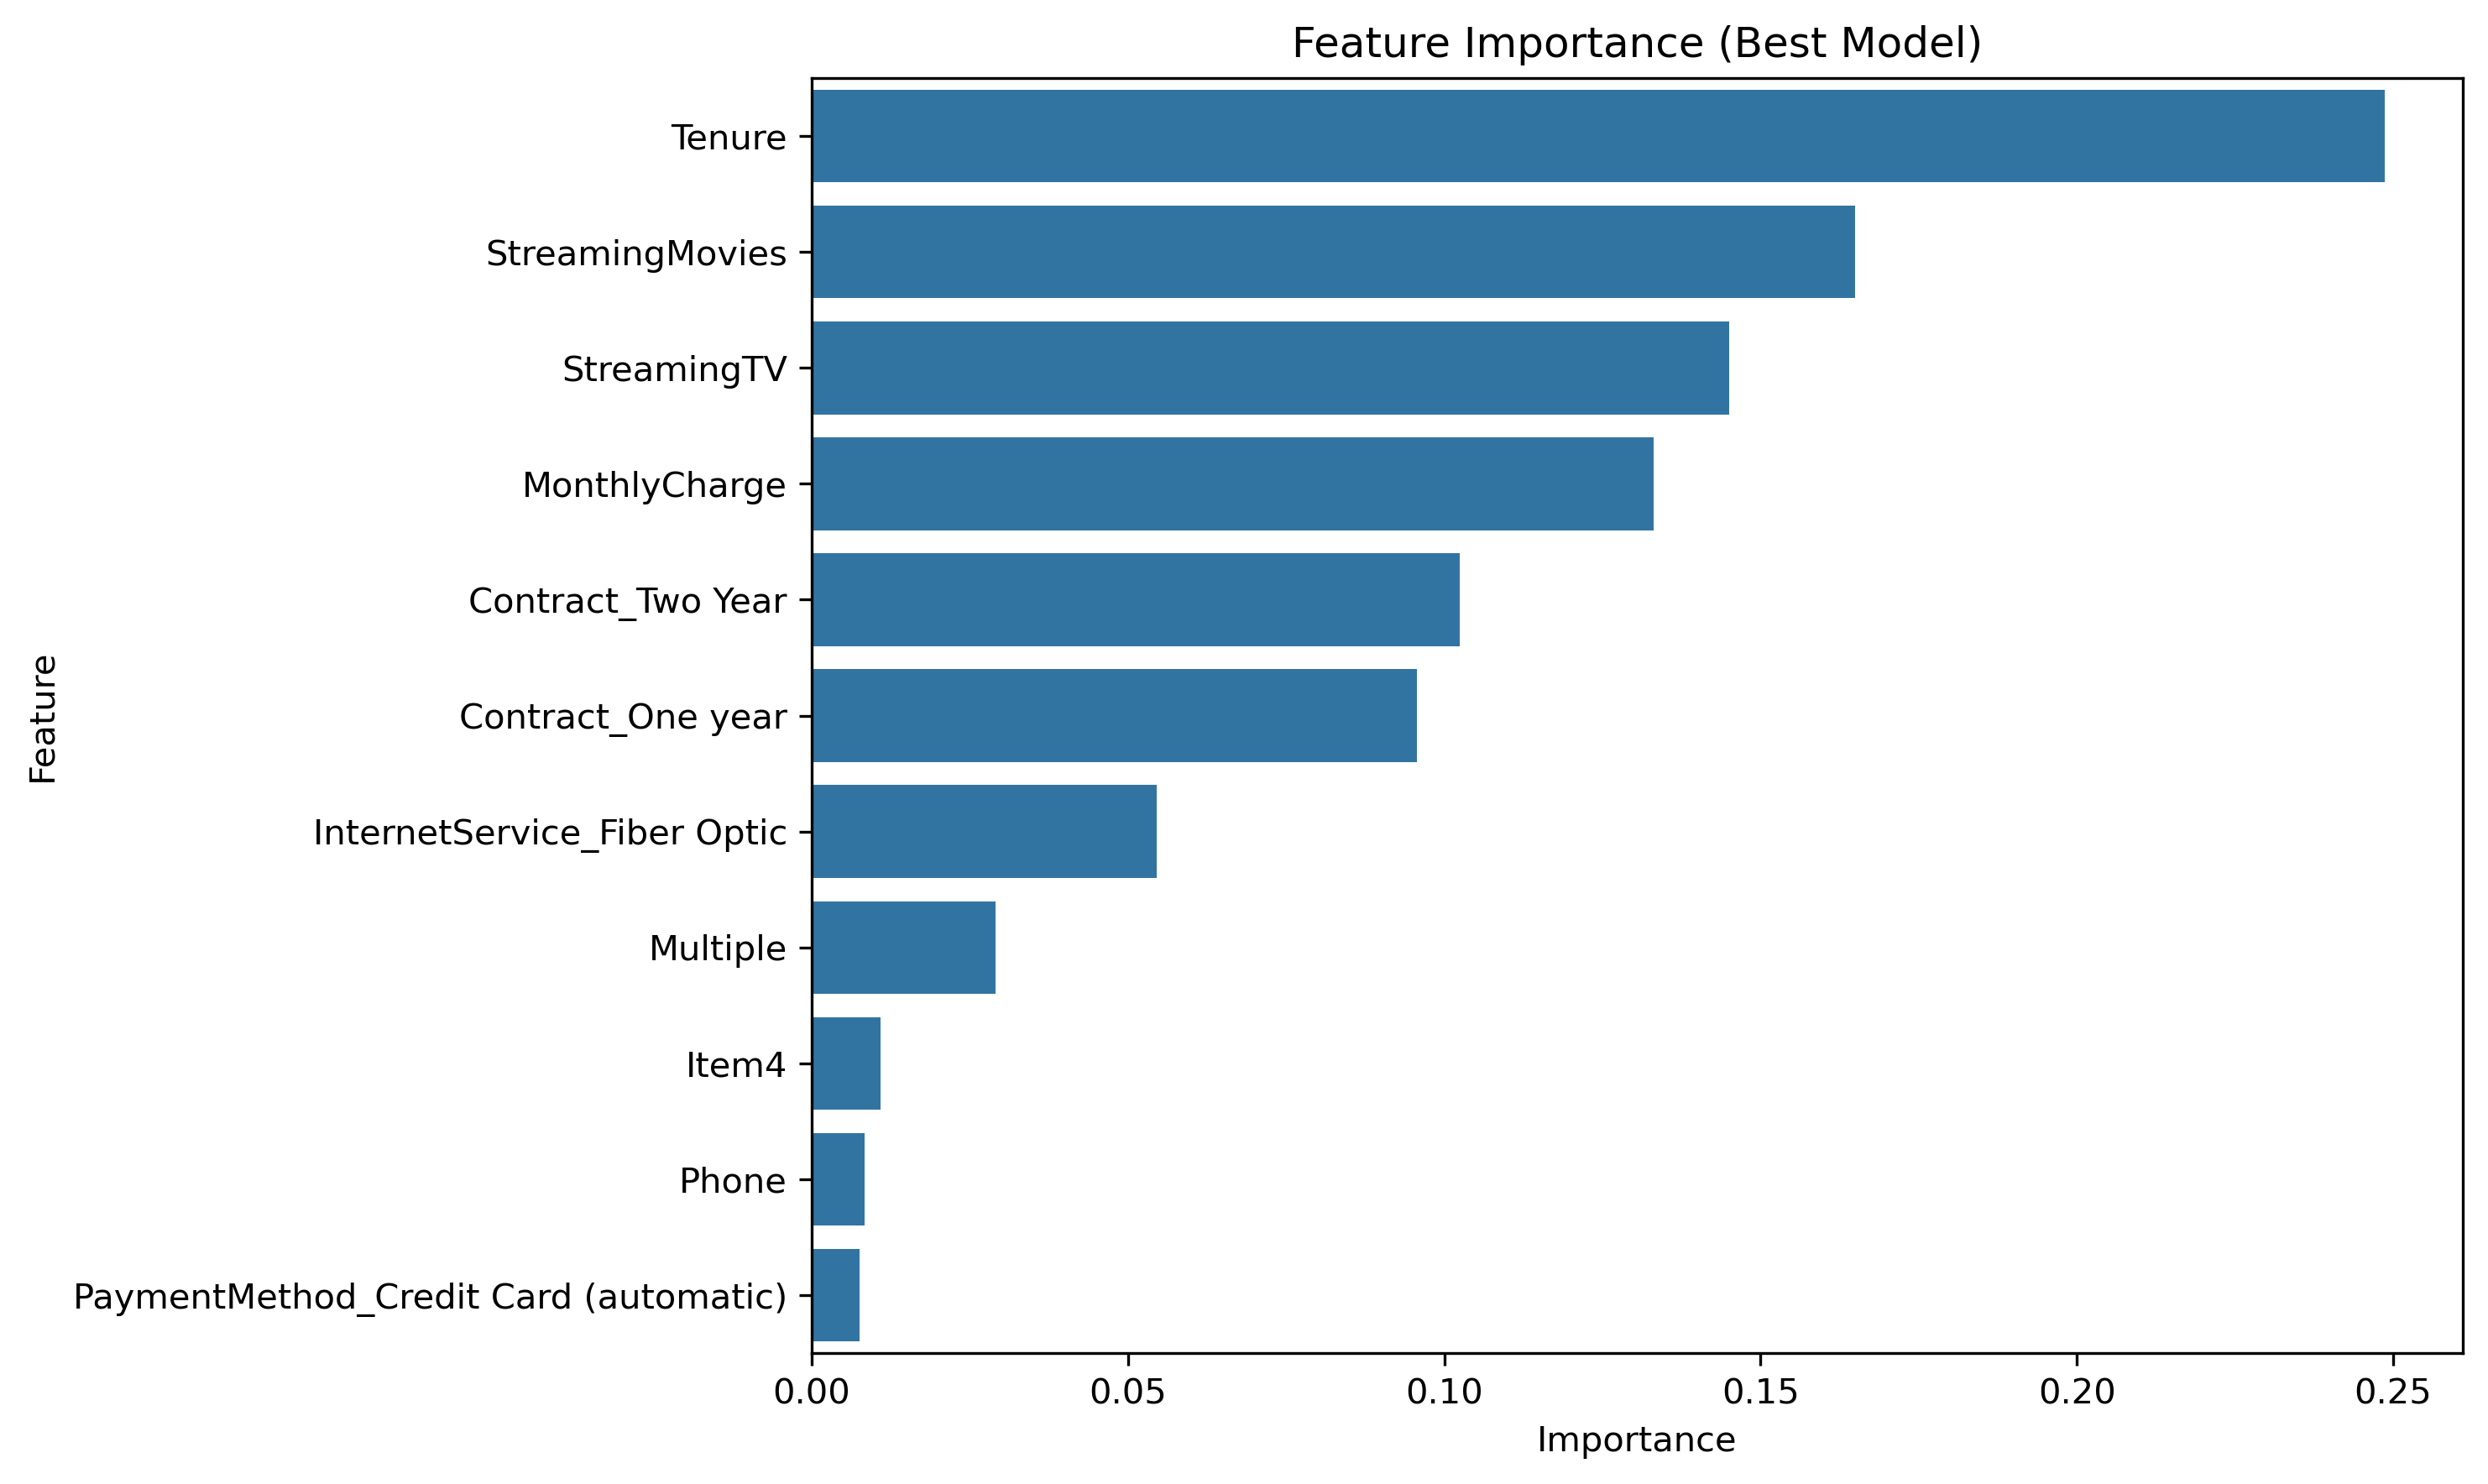 Feature Importance (Best Model)
Feature
Tenure
StreamingMovies
StreamingTV
MonthlyCharge
Contract_Two Year
Contract_One year
InternetService_Fiber Optic
Multiple
Item4
Phone
PaymentMethod_Credit Card (automatic)
0.00 0.05 0.10 0.15 0.20 0.25
Importance